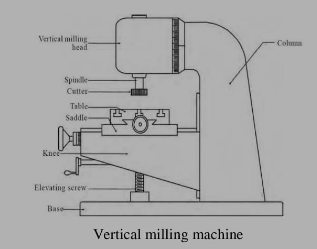 Vertical milling
head
Column
Spindle
Cutter
Table
Saddle
Knee
Elevating screw
Base
Vertical milling machine